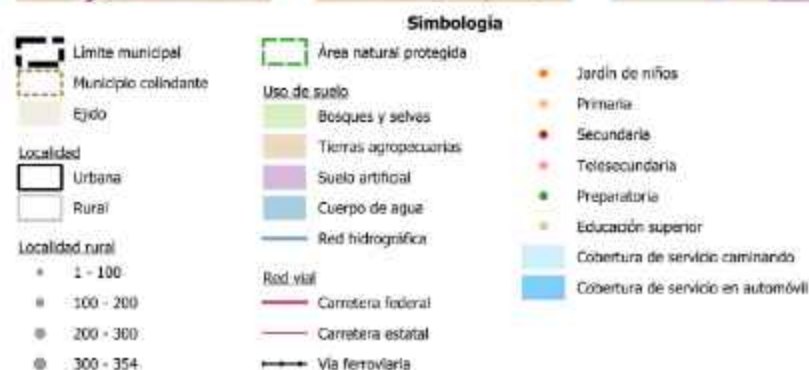 Simbología
Límite municipal
Municipio colindante
Ejido
Localidad
Urbana
Rural
Localidad rural
1 - 100
100 - 200
200 - 300
300 - 354
Área natural protegida
Uso de suelo
Bosques y selvas
Tierras agropecuarias
Suelo artificial
Cuerpo de agua
Red hidrográfica
Red vial
Carretera federal
Carretera estatal
Vía ferroviaria
Jardín de niños
Primaria
Secundaria
Telesecundaria
Preparatoria
Educación superior
Cobertura de servicio caminando
Cobertura de servicio en automóvil